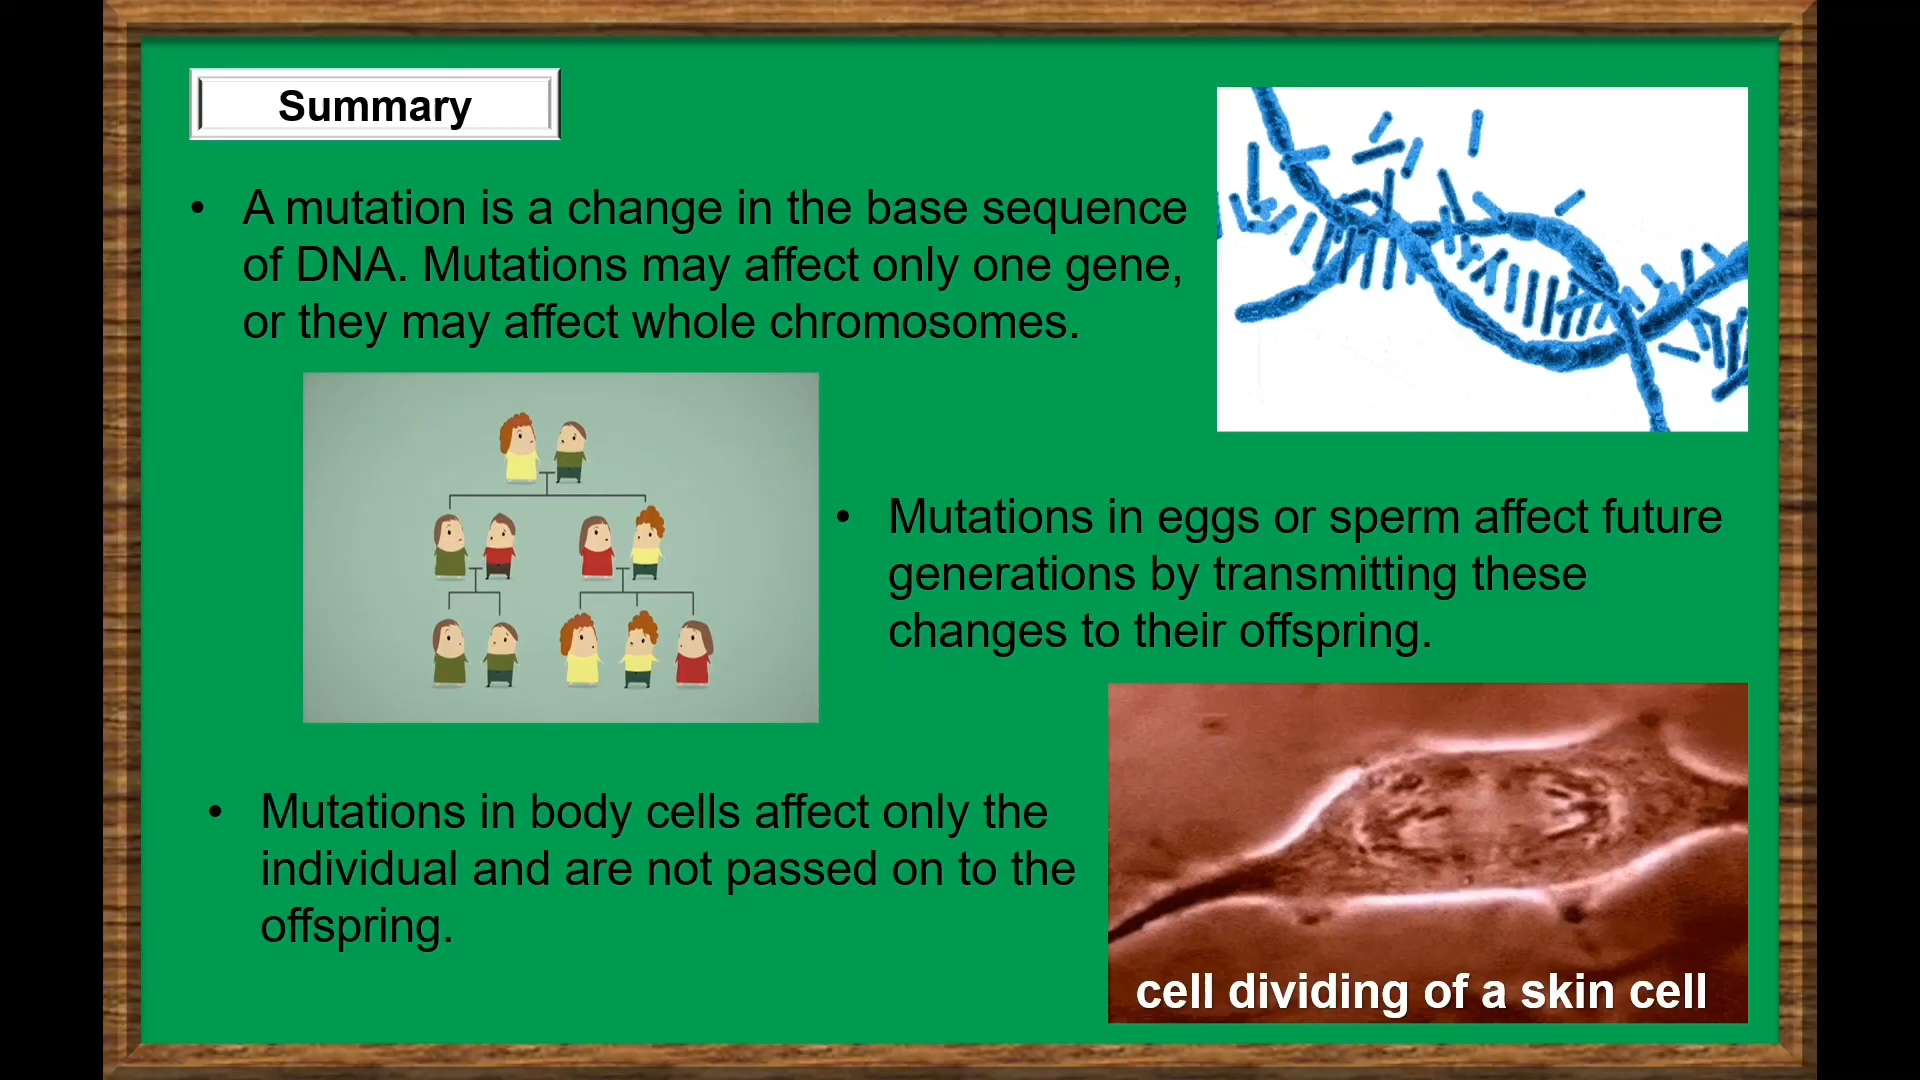 Summary
• A mutation is a change in the base sequence
of DNA. Mutations may affect only one gene,
or they may affect whole chromosomes.
• Mutations in eggs or sperm affect future
generations by transmitting these
changes to their offspring.
• Mutations in body cells affect only the
individual and are not passed on to the
offspring.
cell dividing of a skin cell